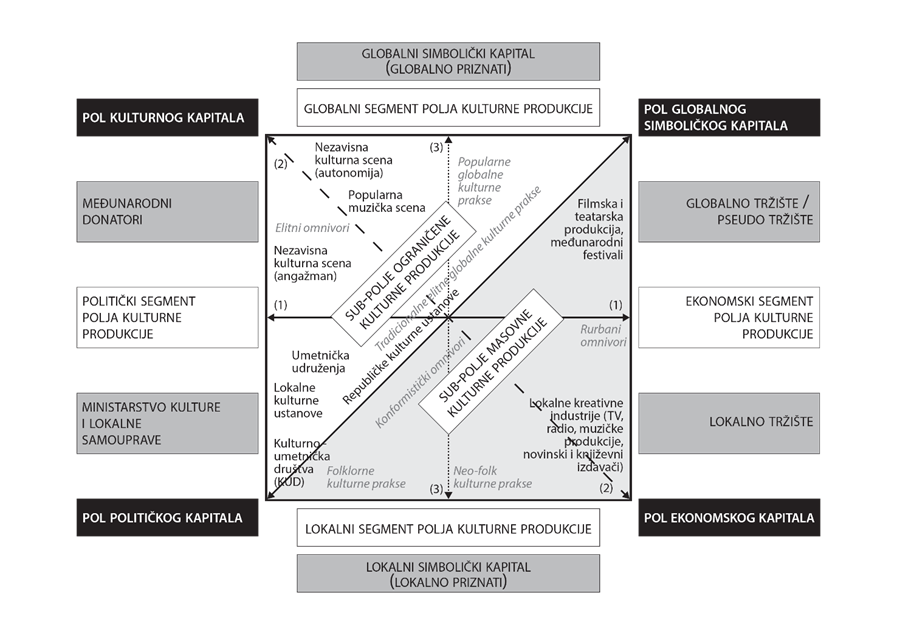 GLOBALNI SIMBOLIČKI KAPITAL
(GLOBALNO PRIZNATI)
GLOBALNI SEGMENT POLJA KULTURNE PRODUKCIJE
POL KULTURNOG KAPITALA
POL GLOBALNOG
SIMBOLIČKOG KAPITALA
MEĐUNARODNI
DONATORI
GLOBALNO TRŽIŠTE /
PSEUDO TRŽIŠTE
POLITIČKI SEGMENT
POLJA KULTURNE
PRODUKCIJE
EKONOMSKI SEGMENT
POLJA KULTURNE
PRODUKCIJE
MINISTARSTVO KULTURE
I LOKALNE
SAMOUPRAVE
LOKALNO TRŽIŠTE
POL POLITIČKOG KAPITALA
POL EKONOMSKOG KAPITALA
(2)
Nezavisna
kulturna scena
(autonomija)
(3)
Popularne
globalne
kulturne
prakse
Popularna
muzička scena
Elitni omnivori
Nezavisna
kulturna scena
(angažman)
Filmska i
teatarska
produkcija,
međunarodni
festivali
SUB-POLJE OGRANIČENE
KULTURNE PRODUKCIJE
Tradicionalne elitne globalne kulturne prakse
Republičke kulturne ustanove
(1)
(1)
Rurbani
omnivori
Konformistički omnivori
SUB-POLJE MASOVNE
KULTURNE PRODUKCIJE
Umetnička
udruženja
Lokalne
kulturne
ustanove
Kulturno-
umetnička
društva
(KUD)
Folklorne
kulturne prakse
(3)
Neo-folk
kulturne prakse
Lokalne kreativne
industrije (TV,
radio, muzičke
produkcije,
novinski i književni
izdavači)
(2)
LOKALNI SEGMENT POLJA KULTURNE PRODUKCIJE
LOKALNI SIMBOLIČKI KAPITAL
(LOKALNO PRIZNATI)